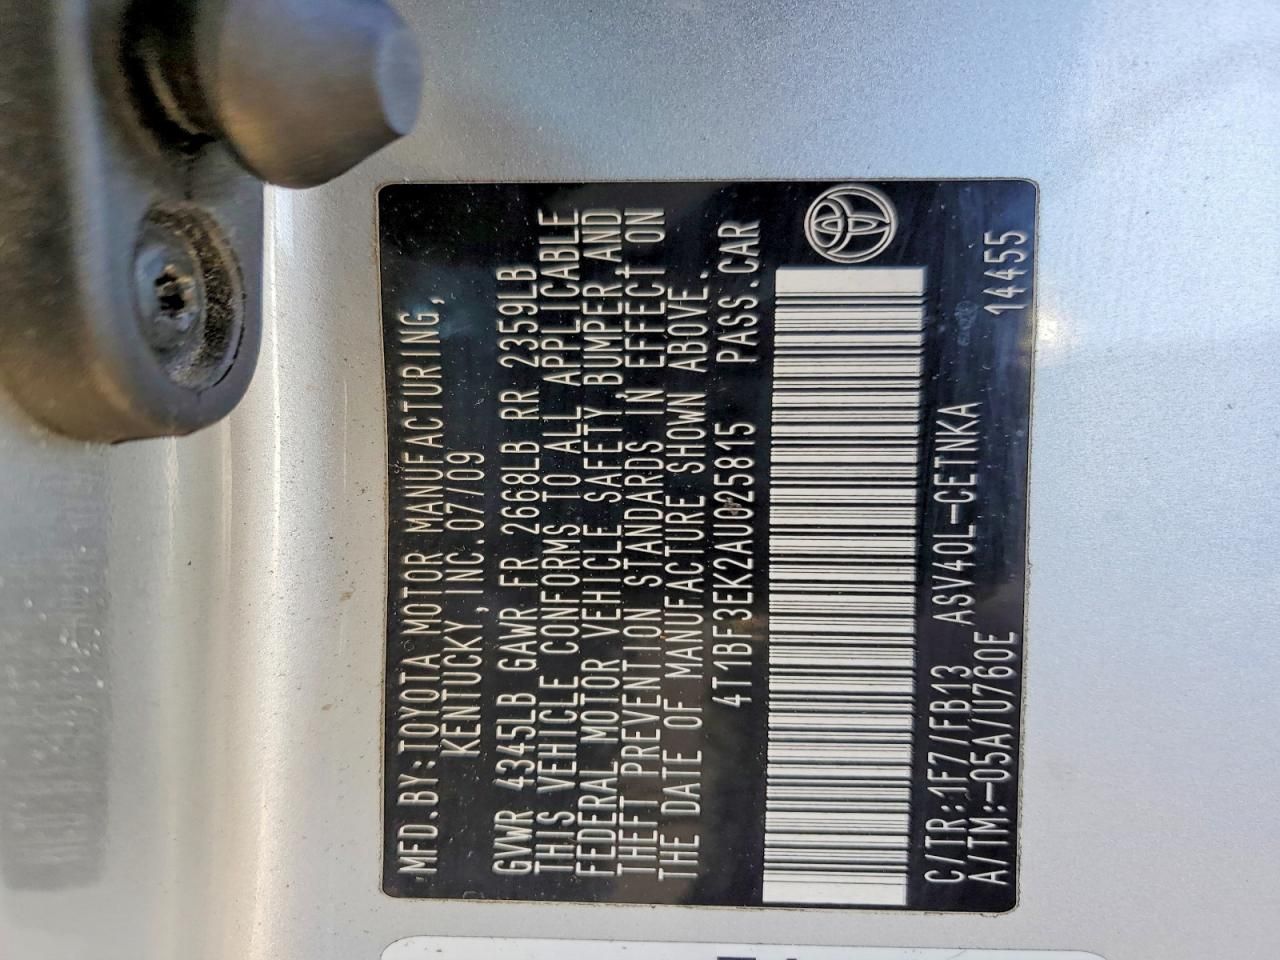 MFD.BY:TOYOTA MOTOR MANUFACTURING,
KENTUCKY, INC.07/09
GVWR 4345LB GAWR FR 2668LB RR 2359LB
THIS VEHICLE CONFORMS TO ALL APPLICABLE
FEDERAL MOTOR VEHICLE SAFETY, BUMPER, AND
THEFT PREVENTION STANDARDS IN EFFECT ON
THE DATE OF MANUFACTURE SHOWN ABOVE.
4T1BF3EK2AU025815 PASS.CAR
C/TR:1F7/FB13 ASV40L-CETNKA
A/TM:-05A/U760E 14455